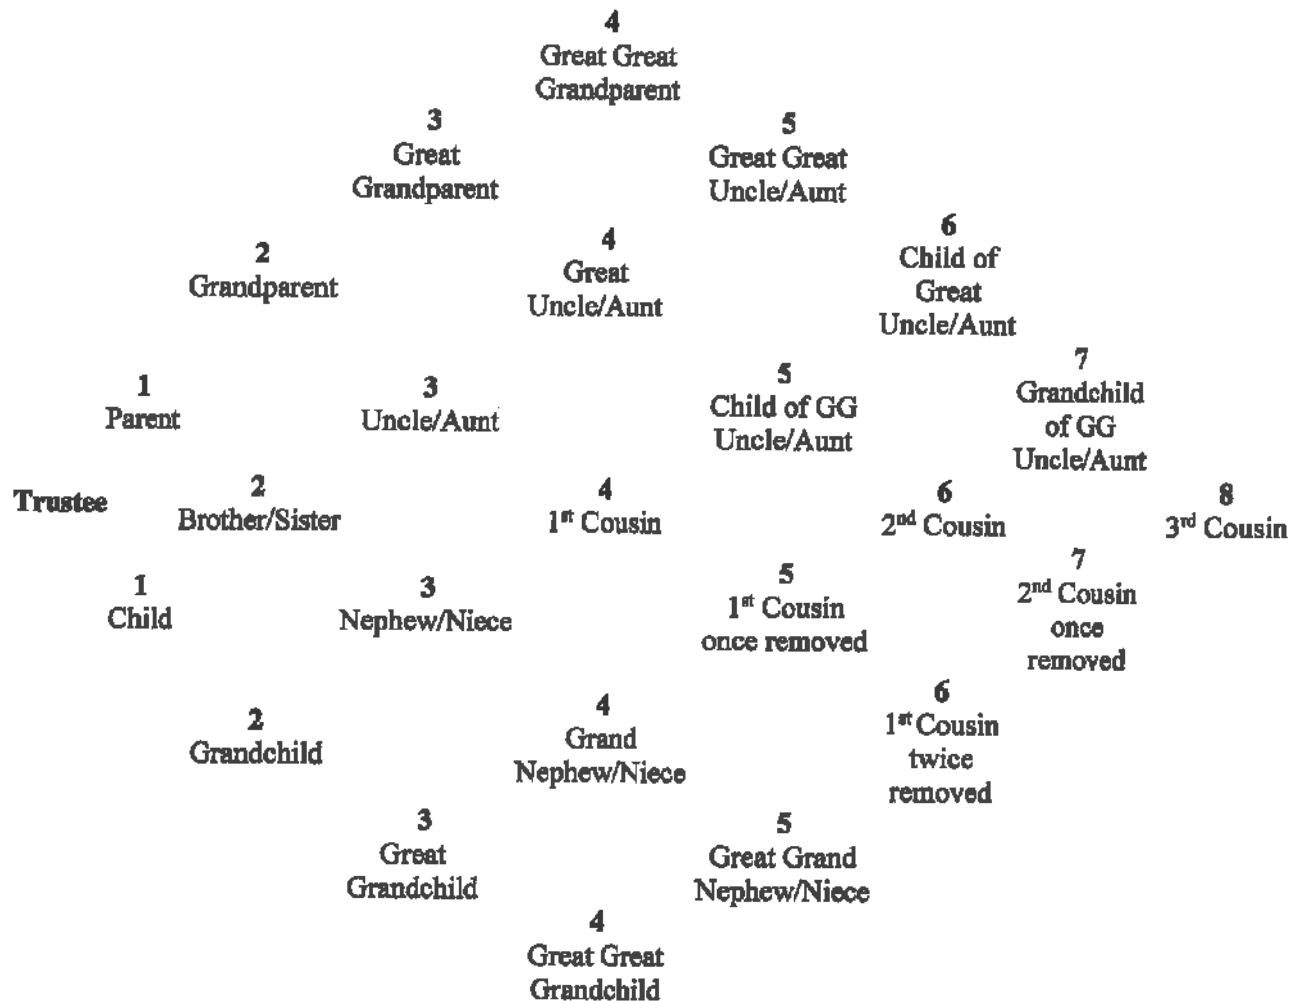 4
Great Great
Grandparent
3
Great
Grandparent
5
Great Great
Uncle/Aunt
2
Grandparent
4
Great
Uncle/Aunt
6
Child of
Great
Uncle/Aunt
1
Parent
3
Uncle/Aunt
5
Child of GG
Uncle/Aunt
7
Grandchild
of GG
Uncle/Aunt
Trustee
2
Brother/Sister
4
1st Cousin
6
2nd Cousin
8
3rd Cousin
1
Child
3
Nephew/Niece
5
1st Cousin
once removed
7
2nd Cousin
once
removed
2
Grandchild
4
Grand
Nephew/Niece
6
1st Cousin
twice
removed
3
Great
Grandchild
5
Great Grand
Nephew/Niece
4
Great Great
Grandchild